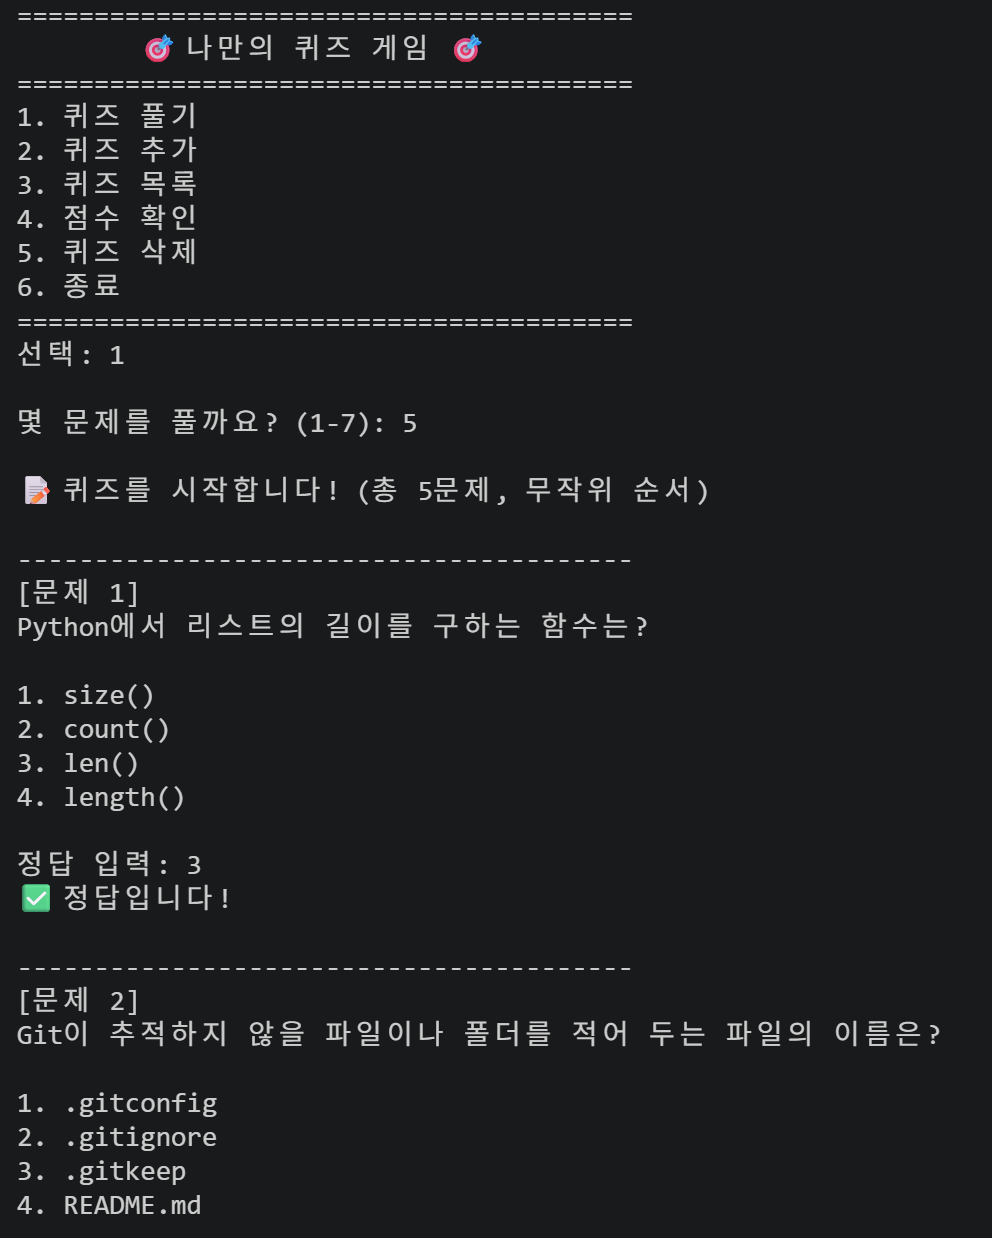 ========================================
🎯 나만의 퀴즈 게임 🎯
========================================
1. 퀴즈 풀기
2. 퀴즈 추가
3. 퀴즈 목록
4. 점수 확인
5. 퀴즈 삭제
6. 종료
========================================
선택: 1
몇 문제를 풀까요? (1-7): 5
📝 퀴즈를 시작합니다! (총 5문제, 무작위 순서)
----------------------------------------
[문제 1]
Python에서 리스트의 길이를 구하는 함수는?
1. size()
2. count()
3. len()
4. length()
정답 입력: 3
✅ 정답입니다!
----------------------------------------
[문제 2]
Git이 추적하지 않을 파일이나 폴더를 적어 두는 파일의 이름은?
1. .gitconfig
2. .gitignore
3. .gitkeep
4. README.md